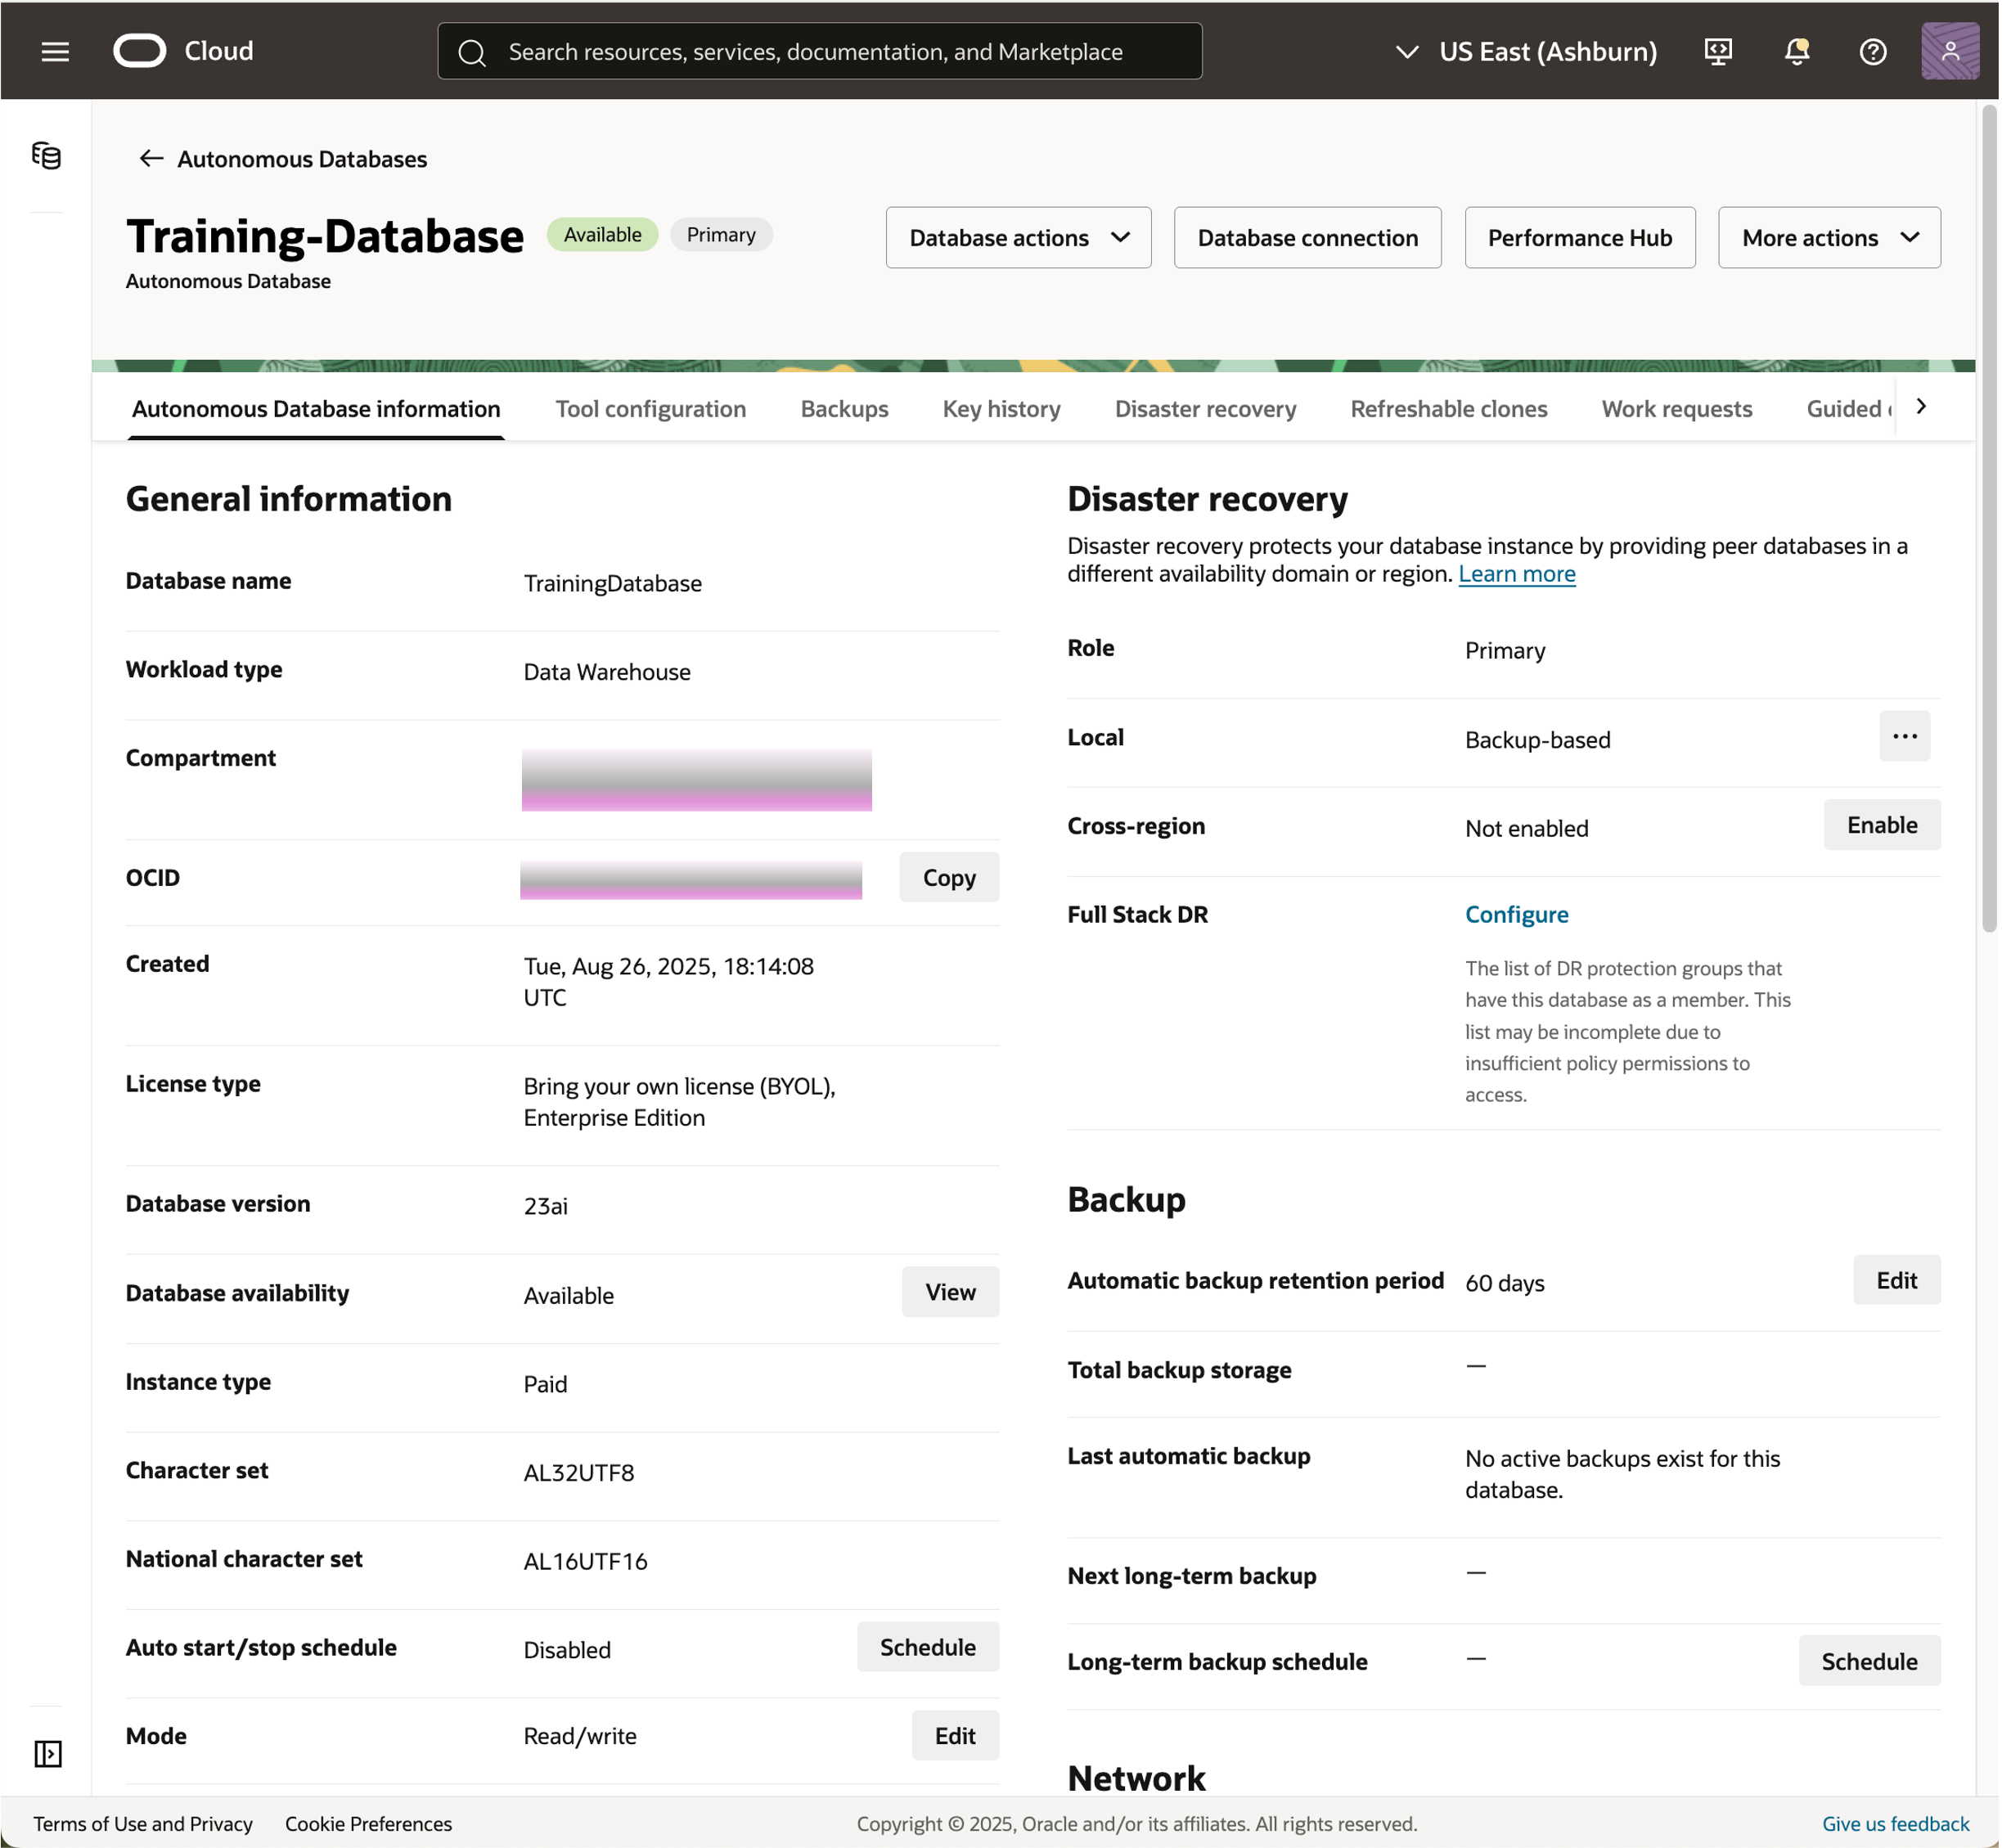 Cloud
Search resources, services, documentation, and Marketplace
US East (Ashburn)
Autonomous Databases
Training-Database
Available
Primary
Autonomous Database
Database actions
Database connection
Performance Hub
More actions
Autonomous Database information
Tool configuration
Backups
Key history
Disaster recovery
Refreshable clones
Work requests
Guided
General information
Database name
TrainingDatabase
Workload type
Data Warehouse
Compartment
OCID
Copy
Created
Tue, Aug 26, 2025, 18:14:08
UTC
License type
Bring your own license (BYOL),
Enterprise Edition
Database version
23ai
Database availability
Available
View
Instance type
Paid
Character set
AL32UTF8
National character set
AL16UTF16
Auto start/stop schedule
Disabled
Schedule
Mode
Read/write
Edit
Disaster recovery
Disaster recovery protects your database instance by providing peer databases in a
different availability domain or region. Learn more
Role
Primary
Local
Backup-based
...
Cross-region
Not enabled
Enable
Full Stack DR
Configure
The list of DR protection groups that
have this database as a member. This
list may be incomplete due to
insufficient policy permissions to
access.
Backup
Automatic backup retention period
60 days
Edit
Total backup storage
—
Last automatic backup
No active backups exist for this
database.
Next long-term backup
—
Long-term backup schedule
—
Schedule
Network
Terms of Use and Privacy
Cookie Preferences
Copyright © 2025, Oracle and/or its affiliates. All rights reserved.
Give us feedback